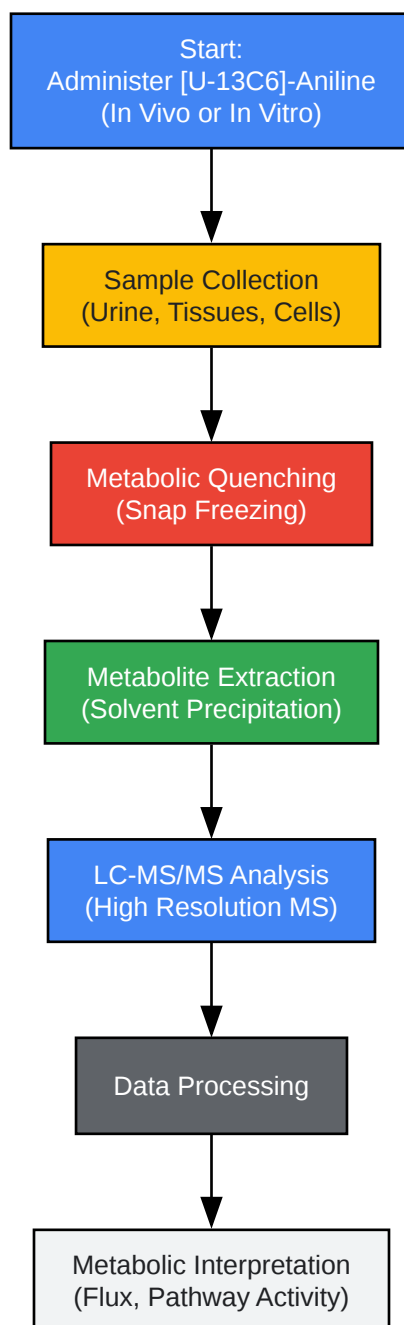 Start:
Administer [U-13C6]-Aniline
(In Vivo or In Vitro)
Sample Collection
(Urine, Tissues, Cells)
Metabolic Quenching
(Snap Freezing)
Metabolite Extraction
(Solvent Precipitation)
LC-MS/MS Analysis
(High Resolution MS)
Data Processing
Metabolic Interpretation
(Flux, Pathway Activity)